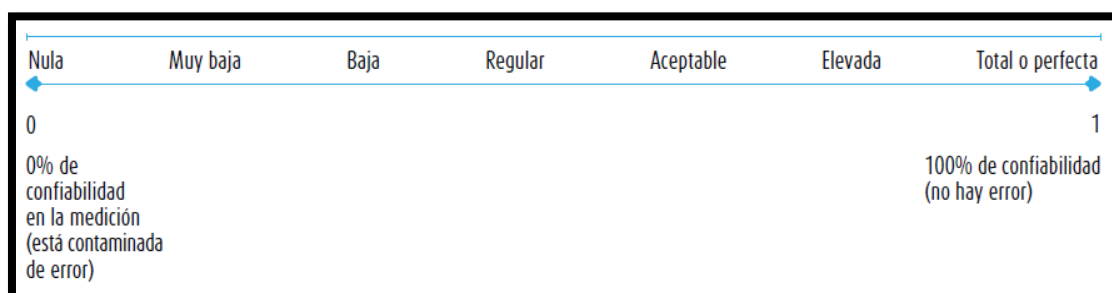 Nula Muy baja Baja Regular Aceptable Elevada Total o perfecta
0 1
0% de
confiabilidad
en la medición
(está contaminada
de error)
100% de confiabilidad
(no hay error)